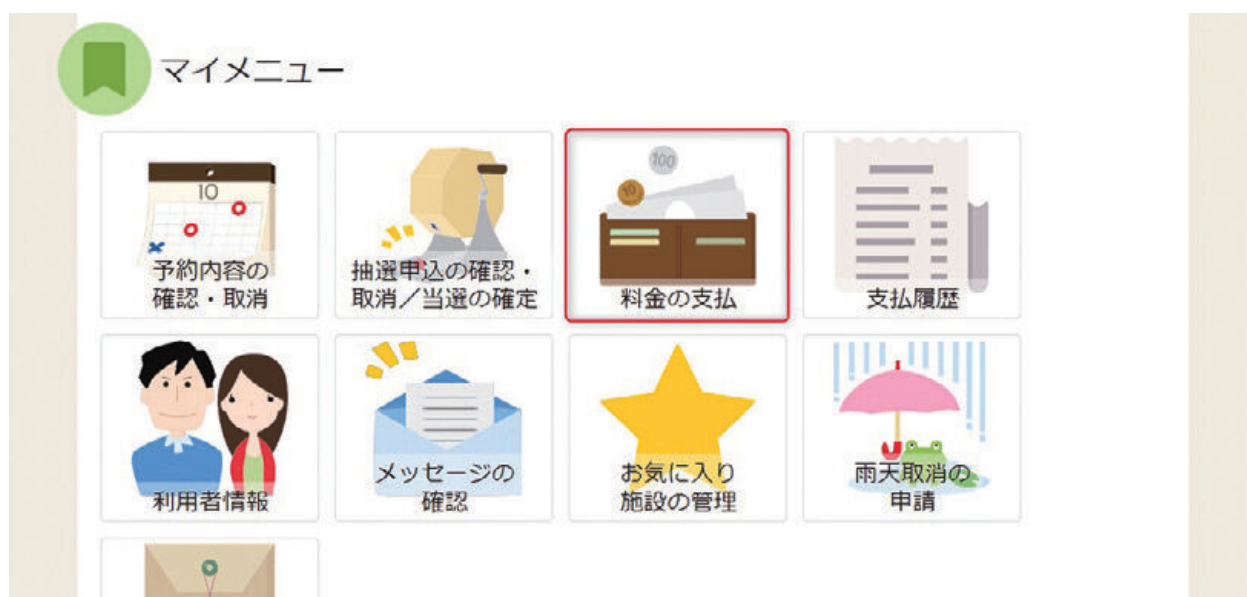 マイメニュー
10
予約内容の
確認・取消
抽選申込の確認・
取消／当選の確定
100
10
料金の支払
支払履歴
利用者情報
メッセージの
確認
お気に入り
施設の管理
雨天取消の
申請